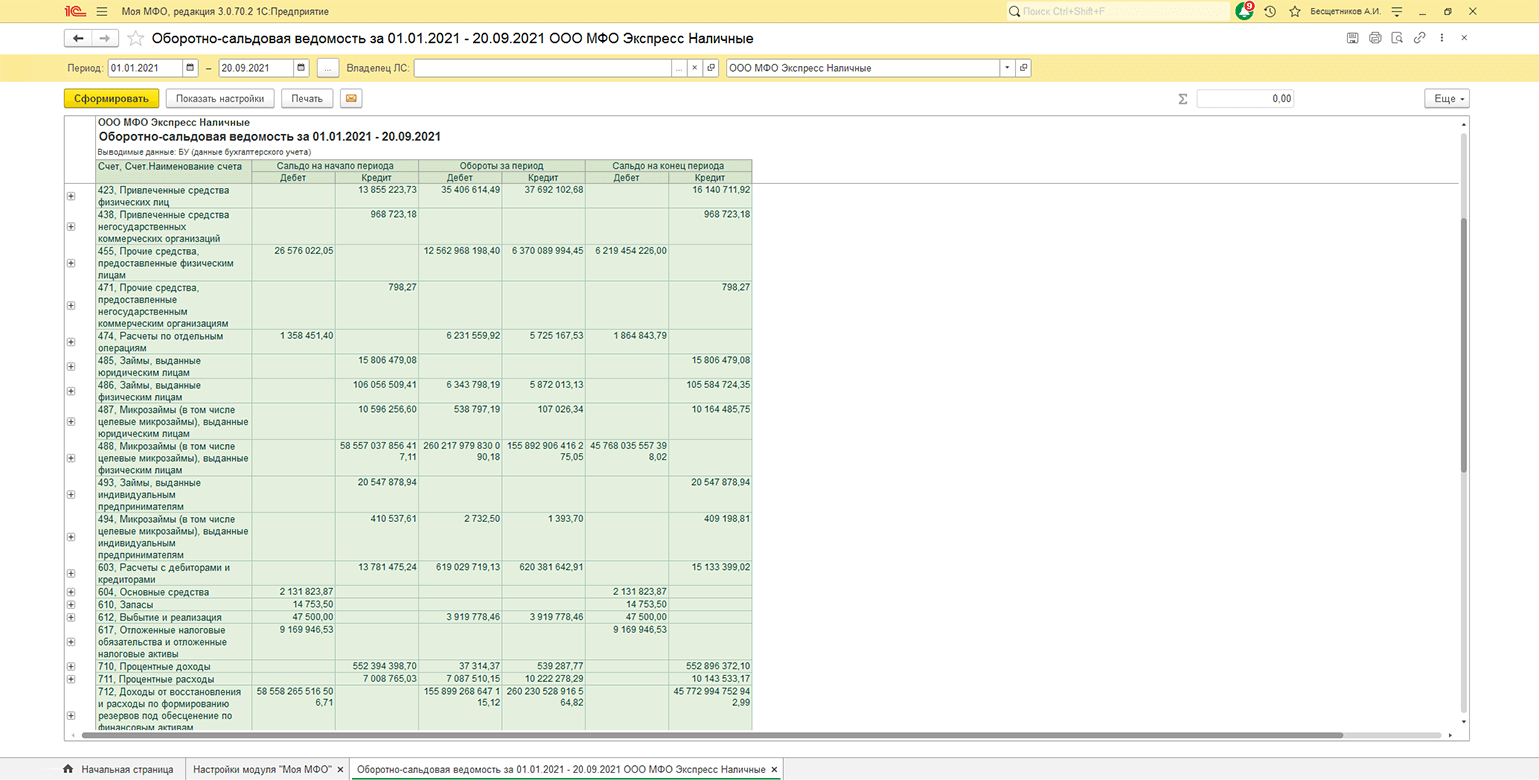 1С Моя МФО, редакция 3.0.70.2 1С:Предприятие Поиск Ctrl+Shift+F 9 Бесщетников А.И.
Оборотно-сальдовая ведомость за 01.01.2021 - 20.09.2021 ООО МФО Экспресс Наличные
Период: 01.01.2021 – 20.09.2021 ... Владелец ЛС: ... × ООО МФО Экспресс Наличные
Сформировать Показать настройки Печать Σ 0,00 Еще
ООО МФО Экспресс Наличные
Оборотно-сальдовая ведомость за 01.01.2021 - 20.09.2021
Выводимые данные: БУ (данные бухгалтерского учета)
Счет, Счет.Наименование счета Сальдо на начало периода Обороты за период Сальдо на конец периода
Дебет Кредит Дебет Кредит Дебет Кредит
423, Привлеченные средства 13 855 223,73 35 406 614,49 37 692 102,68 16 140 711,92
физических лиц
438, Привлеченные средства 968 723,18 968 723,18
негосударственных
коммерческих организаций
455, Прочие средства, 26 576 022,05 12 562 968 198,40 6 370 089 994,45 6 219 454 226,00
предоставленные физическим
лицам
471, Прочие средства, 798,27 798,27
предоставленные
негосударственным
коммерческим организациям
474, Расчеты по отдельным 1 358 451,40 6 231 559,92 5 725 167,53 1 864 843,79
операциям
485, Займы, выданные 15 806 479,08 15 806 479,08
юридическим лицам
486, Займы, выданные 106 056 509,41 6 343 798,19 5 872 013,13 105 584 724,35
физическим лицам
487, Микрозаймы (в том числе 10 596 256,60 538 797,19 107 026,34 10 164 485,75
целевые микрозаймы), выданные
юридическим лицам
488, Микрозаймы (в том числе 58 557 037 856 41 260 217 979 830 0 155 892 906 416 2 45 768 035 557 39
целевые микрозаймы), выданные 7,11 90,18 75,05 8,02
физическим лицам
493, Займы, выданные 20 547 878,94 20 547 878,94
индивидуальным
предпринимателям
494, Микрозаймы (в том числе 410 537,61 2 732,50 1 393,70 409 198,81
целевые микрозаймы), выданные
индивидуальным
предпринимателям
603, Расчеты с дебиторами и 13 781 475,24 619 029 719,13 620 381 642,91 15 133 399,02
кредиторами
604, Основные средства 2 131 823,87 2 131 823,87
610, Запасы 14 753,50 14 753,50
612, Выбытие и реализация 47 500,00 3 919 778,46 3 919 778,46 47 500,00
617, Отложенные налоговые 9 169 946,53 9 169 946,53
обязательства и отложенные
налоговые активы
710, Процентные доходы 552 394 398,70 37 314,37 539 287,77 552 896 372,10
711, Процентные расходы 7 008 765,03 7 087 510,15 10 222 278,29 10 143 533,17
712, Доходы от восстановления 58 558 265 516 50 155 899 268 647 1 260 230 528 916 5 45 772 994 752 94
и расходы по формированию 6,71 15,12 64,82 2,99
резервов под обесценение по
финансовым активам
Начальная страница Настройки модуля "Моя МФО" × Оборотно-сальдовая ведомость за 01.01.2021 - 20.09.2021 ООО МФО Экспресс Наличные ×